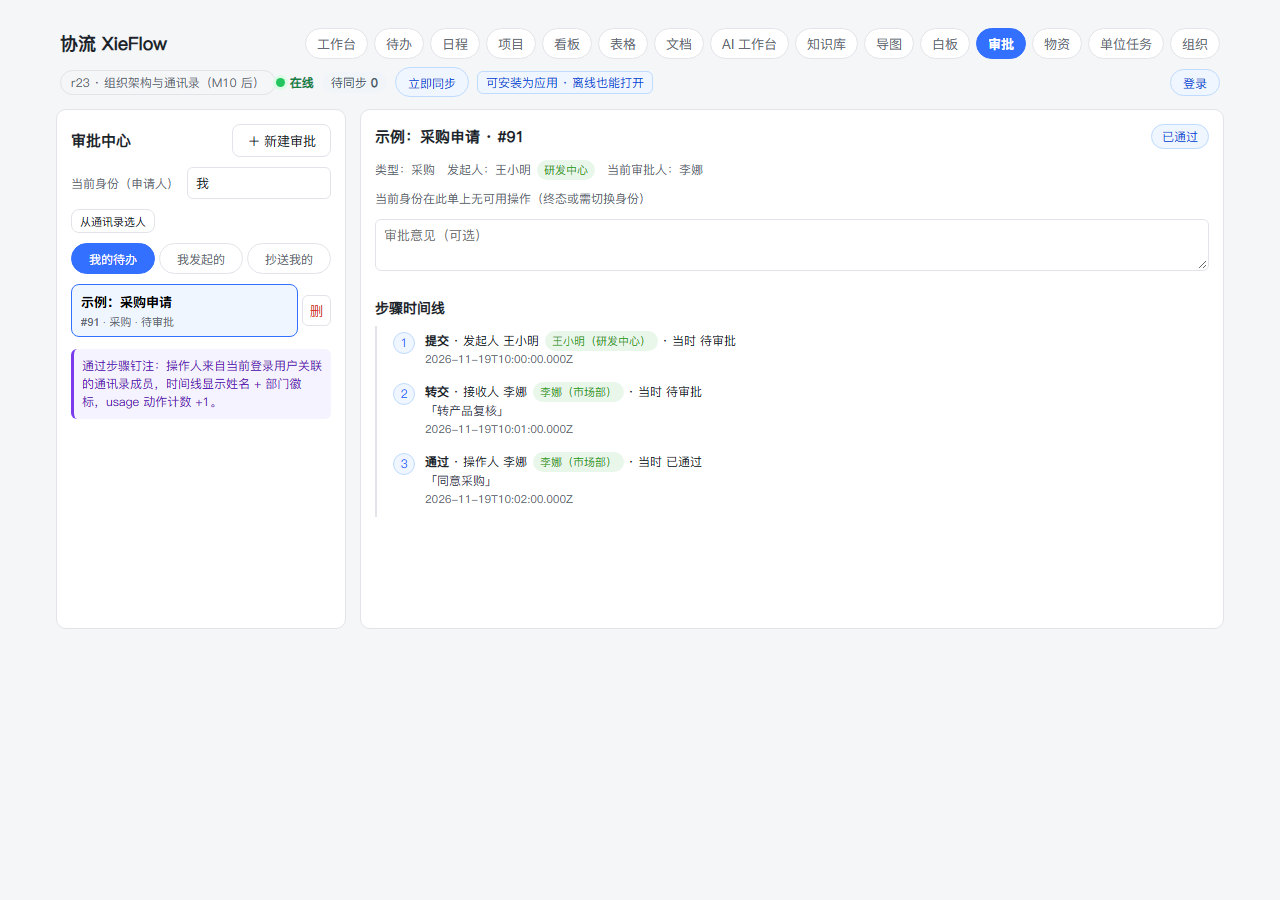 协流 XieFlow
工作台 待办 日程 项目 看板 表格 文档 AI 工作台 知识库 导图 白板 审批 物资 单位任务 组织
r23 · 组织架构与通讯录（M10 后） 在线 待同步 0 立即同步 可安装为应用 · 离线也能打开 登录
审批中心 ＋ 新建审批
当前身份（申请人） 我
从通讯录选人
我的待办 我发起的 抄送我的
示例：采购申请
#91 · 采购 · 待审批
删
通过步骤钉注：操作人来自当前登录用户关联
的通讯录成员，时间线显示姓名 + 部门徽
标，usage 动作计数 +1。
示例：采购申请 · #91 已通过
类型：采购 发起人：王小明 研发中心 当前审批人：李娜
当前身份在此单上无可用操作（终态或需切换身份）
审批意见（可选）
步骤时间线
1 提交 · 发起人 王小明 王小明（研发中心） · 当时 待审批
2026-11-19T10:00:00.000Z
2 转交 · 接收人 李娜 李娜（市场部） · 当时 待审批
「转产品复核」
2026-11-19T10:01:00.000Z
3 通过 · 操作人 李娜 李娜（市场部） · 当时 已通过
「同意采购」
2026-11-19T10:02:00.000Z